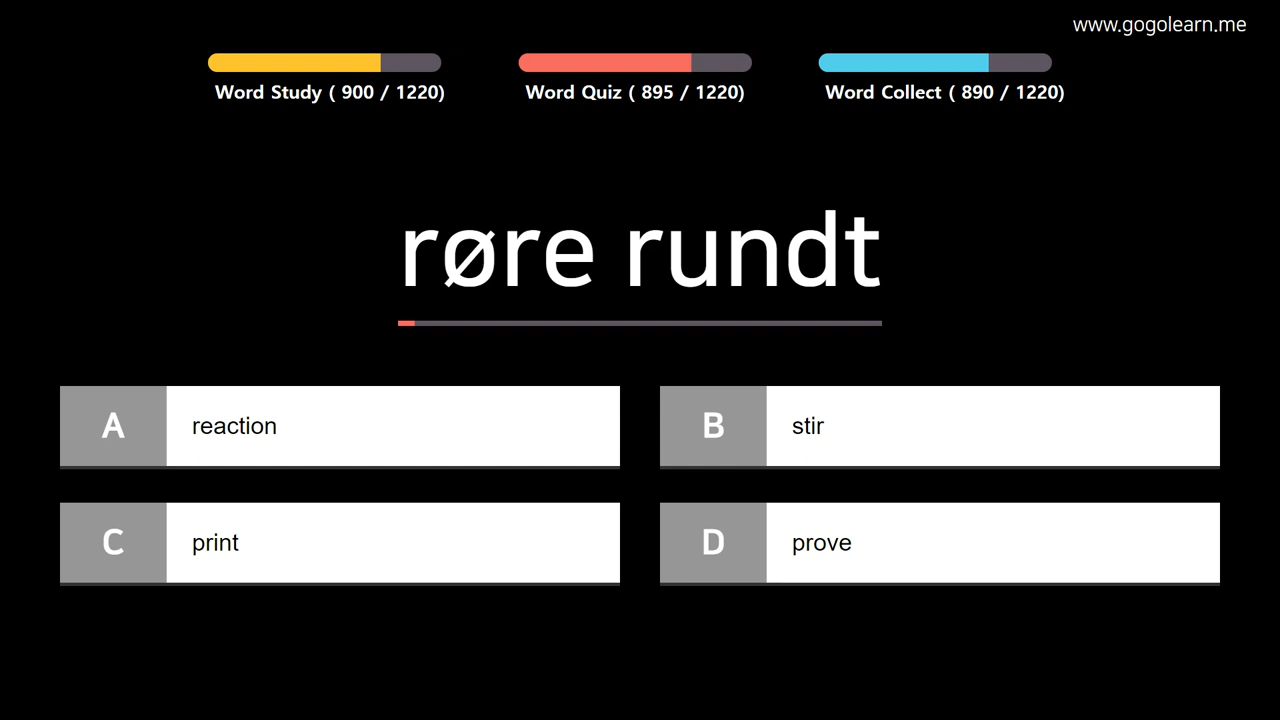 www.gogolearn.me
Word Study ( 900 / 1220)
Word Quiz ( 895 / 1220)
Word Collect ( 890 / 1220)
røre rundt
A reaction
B stir
C print
D prove